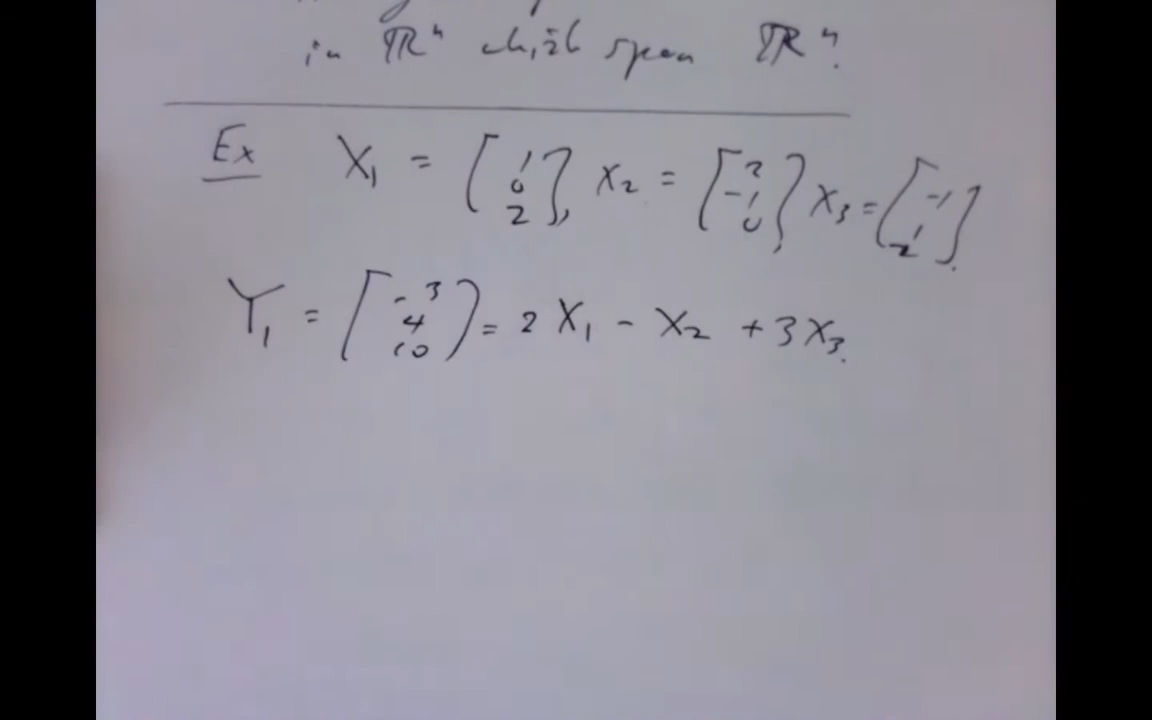 in ℝⁿ which span ℝⁿ.
Ex X₁ = [1 0 2], X₂ = [2 -1 0], X₃ = [-1 1 2].
Y₁ = [-3 4 10] = 2X₁ - X₂ + 3X₃.